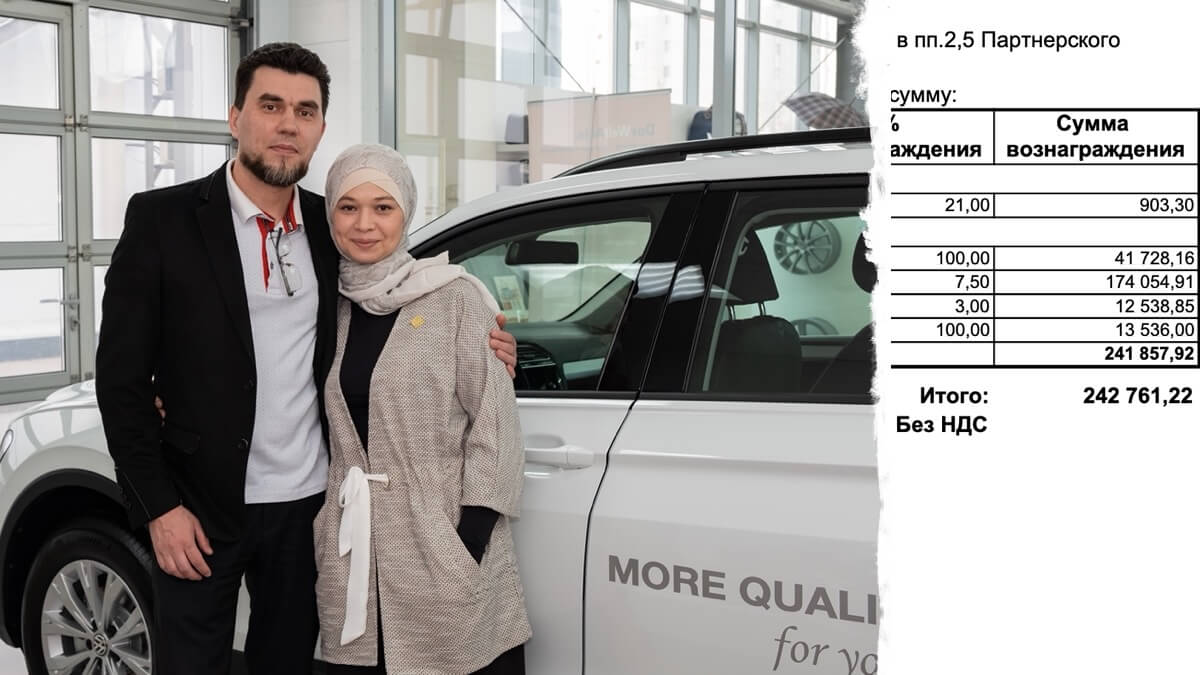 в пп.2,5 Партнерского
сумму:
% Сумма
аждения вознаграждения
21,00 903,30
100,00 41 728,16
7,50 174 054,91
3,00 12 538,85
100,00 13 536,00
241 857,92
Итого: 242 761,22
Без НДС
MORE QUALI
for yo